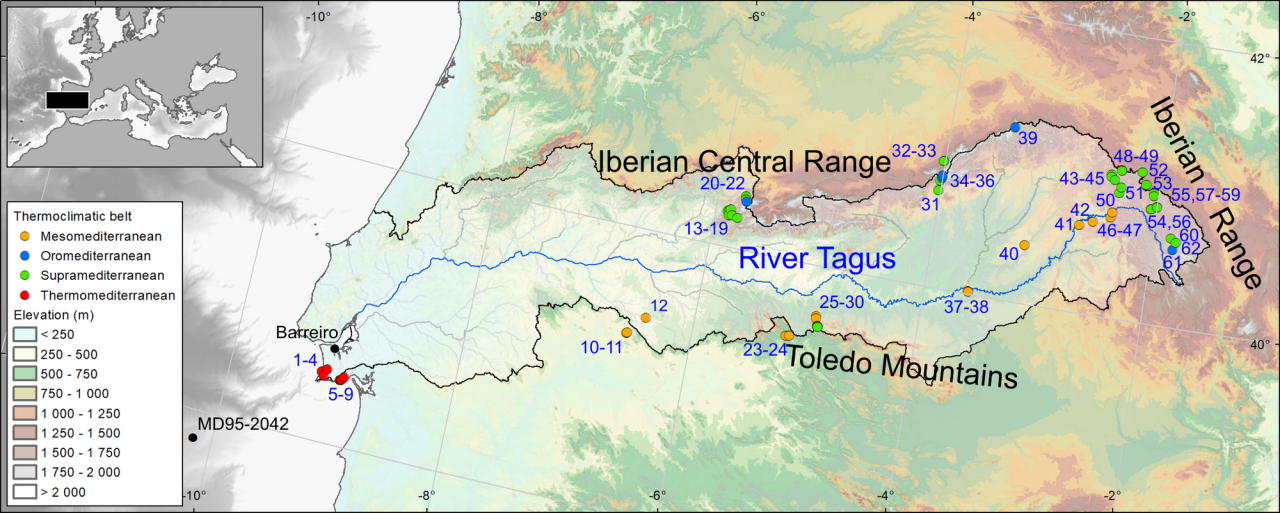 -10°
-8°
-6°
-4°
-2°
42°
Iberian Central Range
32-33
39
Iberian
Range
48-49
52
20-22
34-36
43-45
53
31
51
55,57-59
50
13-19
42
54,56
41
46-47
60
River Tagus
40
62
61
Thermoclimatic belt
Mesomediterranean
Oromediterranean
Supramediterranean
Thermomediterranean
Elevation (m)
< 250
250 - 500
500 - 750
750 - 1 000
1 000 - 1 250
1 250 - 1 500
1 500 - 1 750
1 750 - 2 000
> 2 000
12
25-30
37-38
Barreiro
10-11
23-24
40°
1-4
Toledo Mountains
5-9
MD95-2042
-10°
-8°
-6°
-4°
-2°